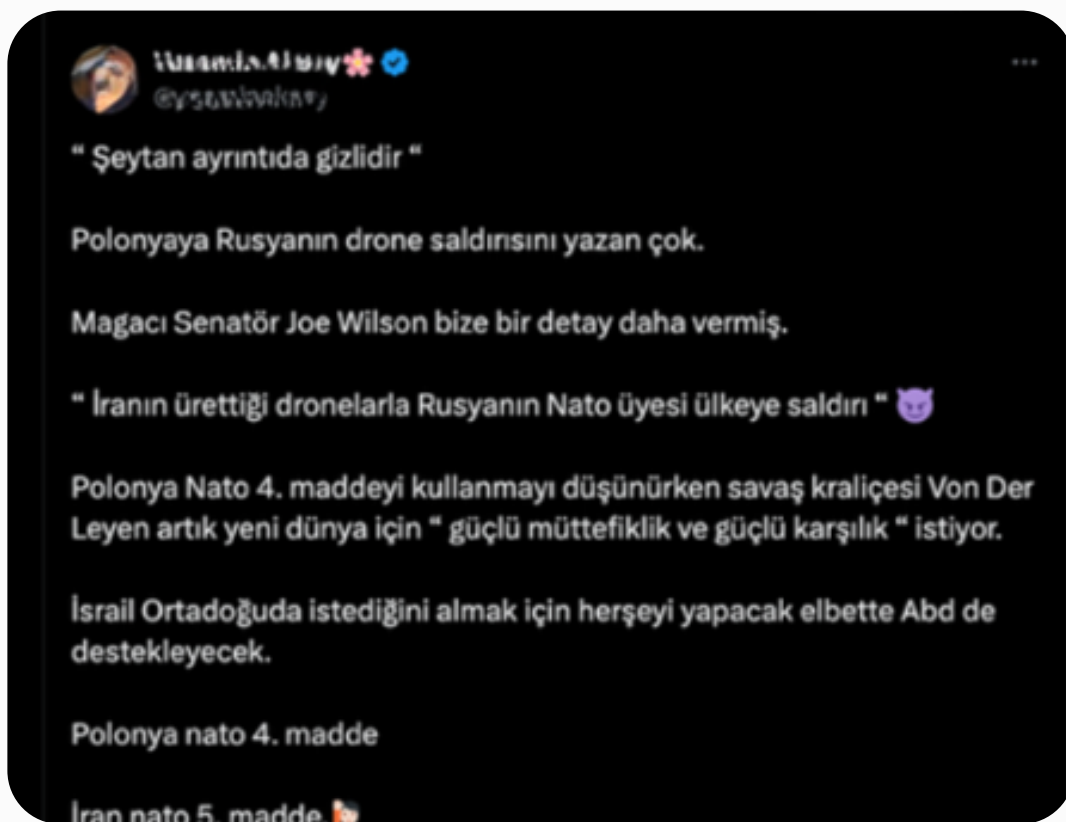 “ Şeytan ayrıntıda gizlidir “
Polonyaya Rusyanın drone saldırısını yazan çok.
Magacı Senatör Joe Wilson bize bir detay daha vermiş.
“ İranın ürettiği dronelarla Rusyanın Nato üyesi ülkeye saldırı “ 😈
Polonya Nato 4. maddeyi kullanmayı düşünürken savaş kraliçesi Von Der
Leyen artık yeni dünya için “ güçlü müttefiklik ve güçlü karşılık “ istiyor.
İsrail Ortadoğuda istediğini almak için herşeyi yapacak elbette Abd de
destekleyecek.
Polonya nato 4. madde
İran nato 5. madde